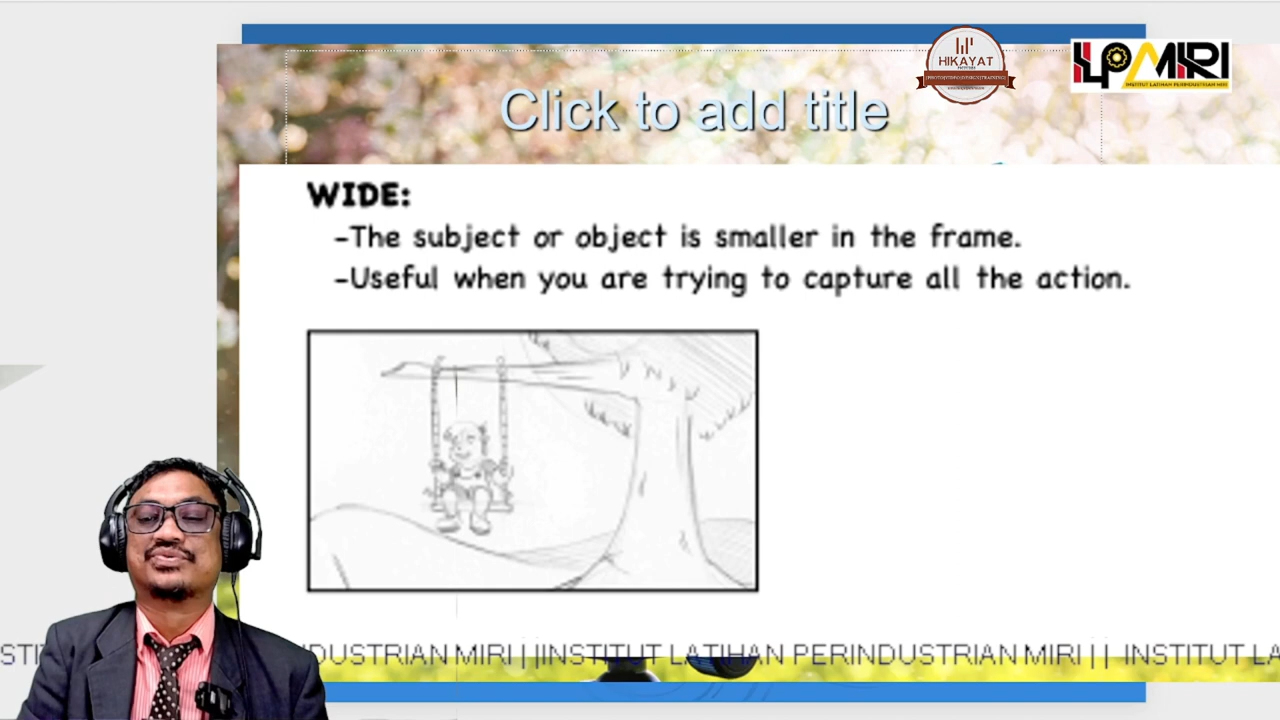 HIKAYAT
ILPMIRI
INSTITUT LATIHAN PERINDUSTRIAN MIRI
Click to add title
WIDE:
-The subject or object is smaller in the frame.
-Useful when you are trying to capture all the action.
STI DUSTRIAN MIRI | |INSTITUT LATIHAN PERINDUSTRIAN MIRI | | INSTITUT LA